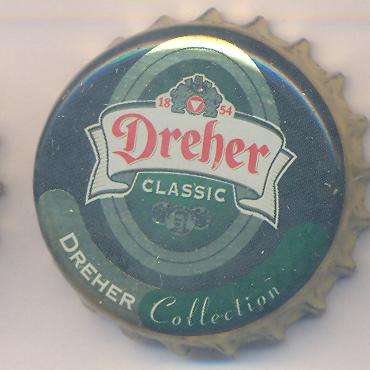 18 54
Dreher
CLASSIC
DREHER Collection